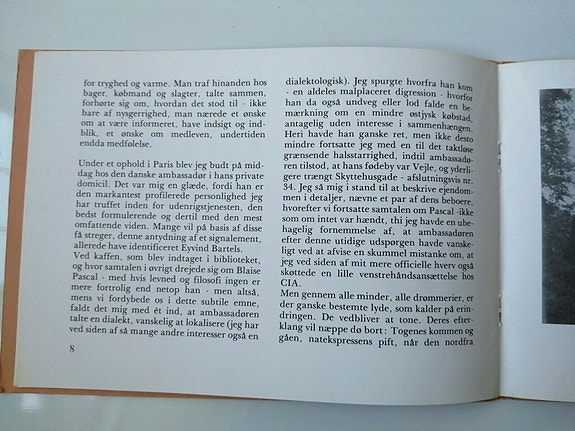 for tryghed og varme. Man traf hinanden hos
bager, købmand og slagter, talte sammen,
forhørte sig om, hvordan det stod til - ikke
bare af nysgerrighed, man nærede et ønske
om at være informeret, have indsigt og ind-
blik, et ønske om medleven, undertiden
endda medfølelse.
Under et ophold i Paris blev jeg budt på mid-
dag hos den danske ambassadør i hans private
domicil. Det var mig en glæde, fordi han er
den markantest profilerede personlighed jeg
har truffet inden for udenrigstjenesten, den
bedst formulerende og dertil med den mest
omfattende viden. Mange vil på basis af disse
få streger, denne antydning af et signalement,
allerede have identificeret Eyvind Bartels.
Ved kaffen, som blev indtaget i biblioteket,
og hvor samtalen i øvrigt drejede sig om Blaise
Pascal - med hvis levned og filosofi ingen er
mere fortrolig end netop han - men altså,
mens vi fordybede os i dette subtile emne,
faldt det mig med ét ind, at ambassadøren
talte en dialekt, vanskelig at lokalisere (jeg har
ved siden af så mange andre interesser også en
8
dialektologisk). Jeg spurgte hvorfra han kom
- en aldeles malplaceret digression - hvorfor
han da også undveg eller lod falde en be-
mærkning om en mindre østjysk købstad,
antagelig uden interesse i sammenhængen.
Heri havde han ganske ret, men ikke desto
mindre fortsatte jeg med en til det taktløse
grænsende halsstarrighed, indtil ambassadø-
ren tilstod, at hans fødeby var Vejle, og yderli-
gere trængt Skyttehusgade - afslutningsvis nr.
34. Jeg så mig i stand til at beskrive ejendom-
men i detaljer, nævne et par af dens beboere,
hvorefter vi fortsatte samtalen om Pascal -ikke
som om intet var hændt, thi jeg havde en ube-
hagelig fornemmelse af, at ambassadøren
efter denne utidige udspørgen havde vanske-
ligt ved at afvise en skummel mistanke om, at
jeg ved siden af mit mere officielle hverv også
skøttede en lille venstrehåndsansættelse hos
CIA.
Men gennem alle minder, alle drømmerier, er
der ganske bestemte lyde, som kalder på erin-
dringen. De vedbliver at tone. Deres efter-
klang vil næppe dø bort: Togenes kommen og
gåen, natekspressens pift, når den nordfra